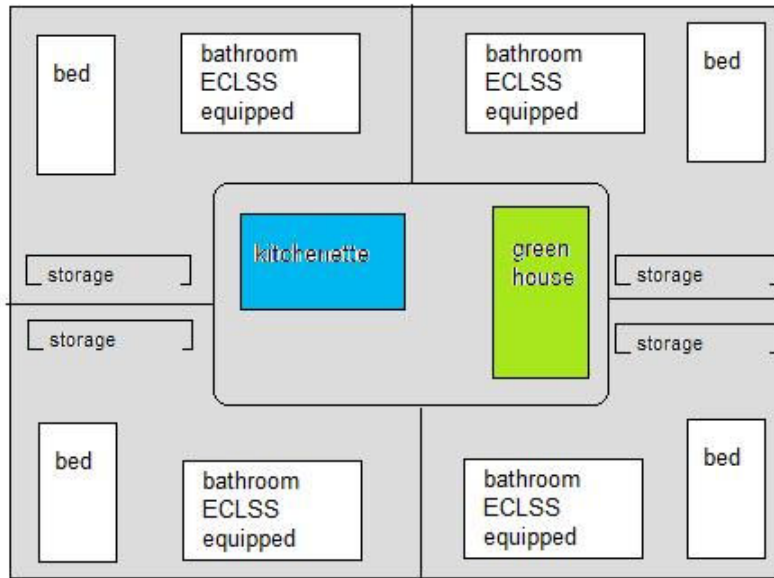 bed
bathroom
ECLSS
equipped
bathroom
ECLSS
equipped
bed
kitchenette
green
house
storage
storage
storage
storage
bed
bathroom
ECLSS
equipped
bathroom
ECLSS
equipped
bed